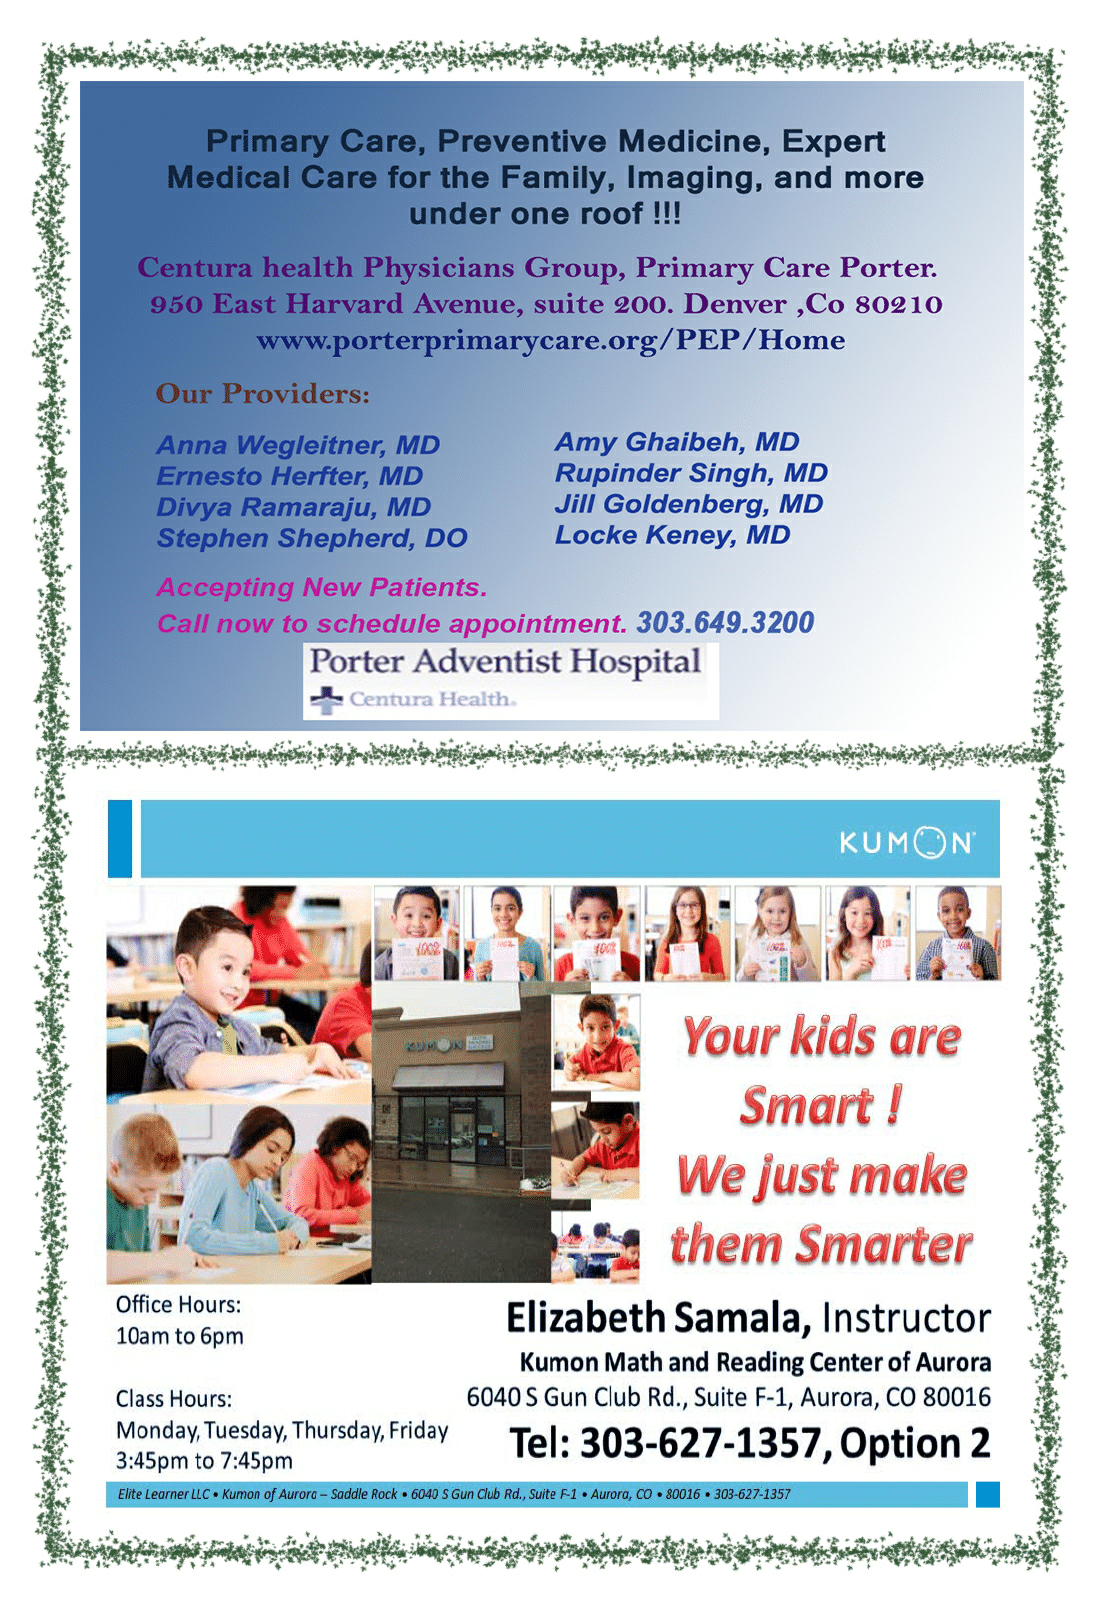 Primary Care, Preventive Medicine, Expert
Medical Care for the Family, Imaging, and more
under one roof !!!
Centura health Physicians Group, Primary Care Porter.
950 East Harvard Avenue, suite 200. Denver ,Co 80210
www.porterprimarycare.org/PEP/Home
Our Providers:
Anna Wegleitner, MD
Ernesto Herfter, MD
Divya Ramaraju, MD
Stephen Shepherd, DO
Amy Ghaibeh, MD
Rupinder Singh, MD
Jill Goldenberg, MD
Locke Keney, MD
Accepting New Patients.
Call now to schedule appointment. 303.649.3200
Porter Adventist Hospital
Centura Health.
KUMON
100%
KUMON
Your kids are
Smart !
We just make
them Smarter
Office Hours:
10am to 6pm
Class Hours:
Monday, Tuesday, Thursday, Friday
3:45pm to 7:45pm
Elizabeth Samala, Instructor
Kumon Math and Reading Center of Aurora
6040 S Gun Club Rd., Suite F-1, Aurora, CO 80016
Tel: 303-627-1357, Option 2
Elite Learner LLC • Kumon of Aurora – Saddle Rock • 6040 S Gun Club Rd., Suite F-1 • Aurora, CO • 80016 • 303-627-1357